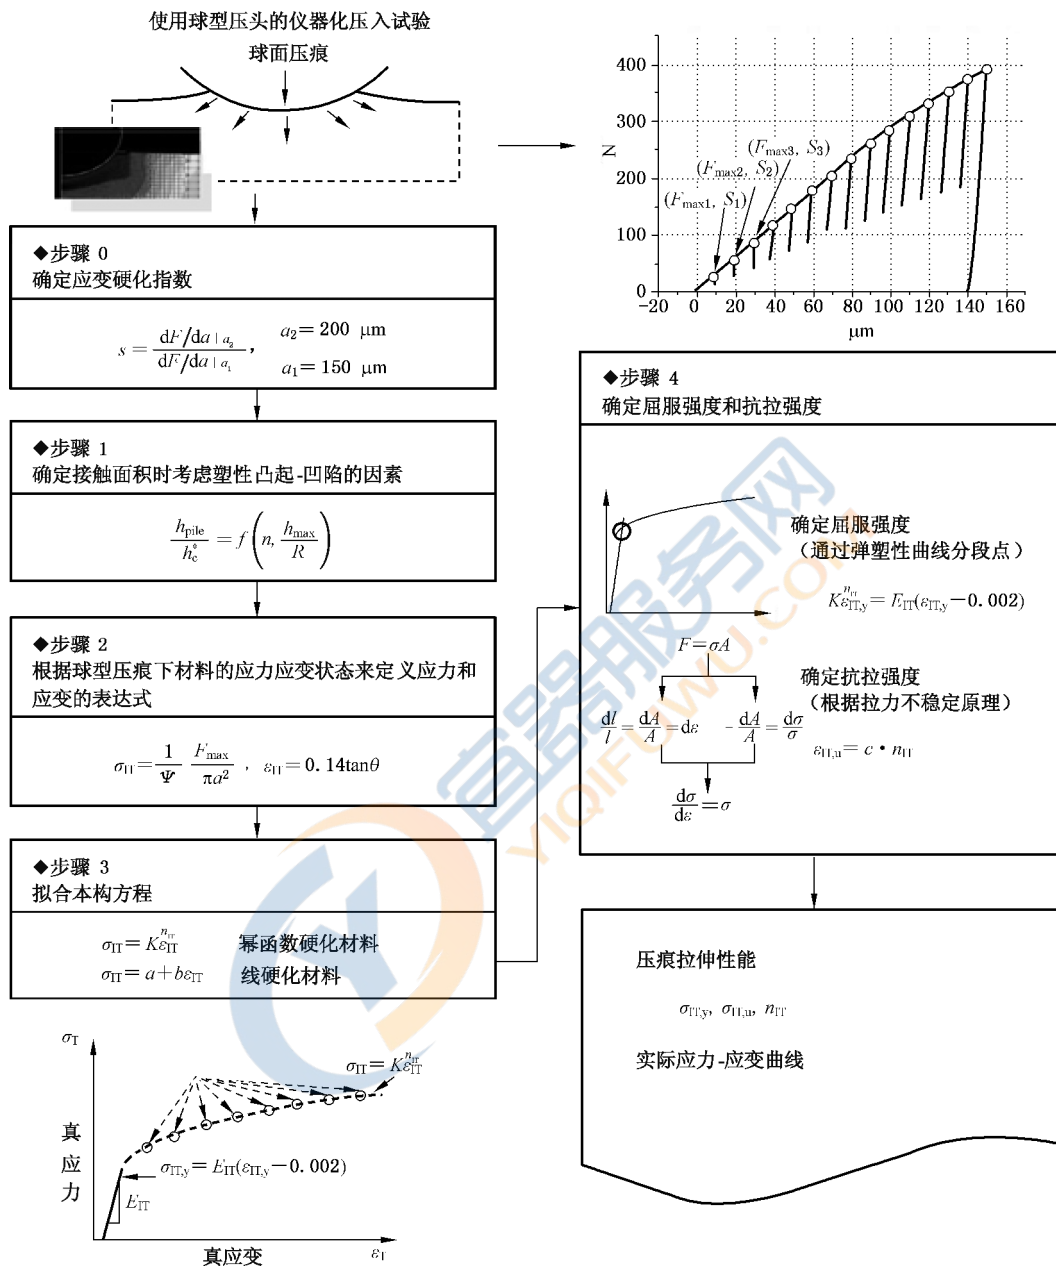 使用球型压头的仪器化压入试验
球面压痕
N
400
300
200
100
0
-20 0 20 40 60 80 100 120 140 160
μm
(Fmax1, S1)
(Fmax2, S2)
(Fmax3, S3)
◆步骤 0
确定应变硬化指数
s = dF/da|a2 / dF/da|a1, a2=200 μm
a1=150 μm
◆步骤 1
确定接触面积时考虑塑性凸起-凹陷的因素
hpile/hc* = f(n, hmax/R)
◆步骤 2
根据球型压痕下材料的应力应变状态来定义应力和
应变的表达式
σIT = 1/Ψ Fmax/πa², εIT=0.14tanθ
◆步骤 3
拟合本构方程
σIT=KεIT^nIT 幂函数硬化材料
σIT=a+bεIT 线硬化材料
σT
真应力
σIT=KεIT^nIT
σIT,y=EIT(εIT,y-0.002)
EIT
真应变
εT
◆步骤 4
确定屈服强度和抗拉强度
确定屈服强度
（通过弹塑性曲线分段点）
KεIT,y^nIT=EIT(εIT,y-0.002)
F=σA
确定抗拉强度
（根据拉力不稳定原理）
dl/l = dA/A = dε -dA/A = dσ/σ
εIT,u=c·nIT
dσ/dε=σ
压痕拉伸性能
σIT,y, σIT,u, nIT
实际应力-应变曲线
宜器服务网
YIQIFUWU.COM